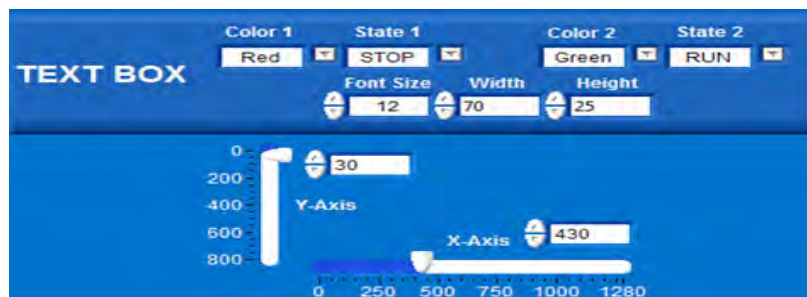 Color 1 State 1 Color 2 State 2
Red STOP Green RUN
TEXT BOX
Font Size Width Height
12 70 25
0
30
200
400 Y-Axis
600 X-Axis 430
800
0 250 500 750 1000 1280